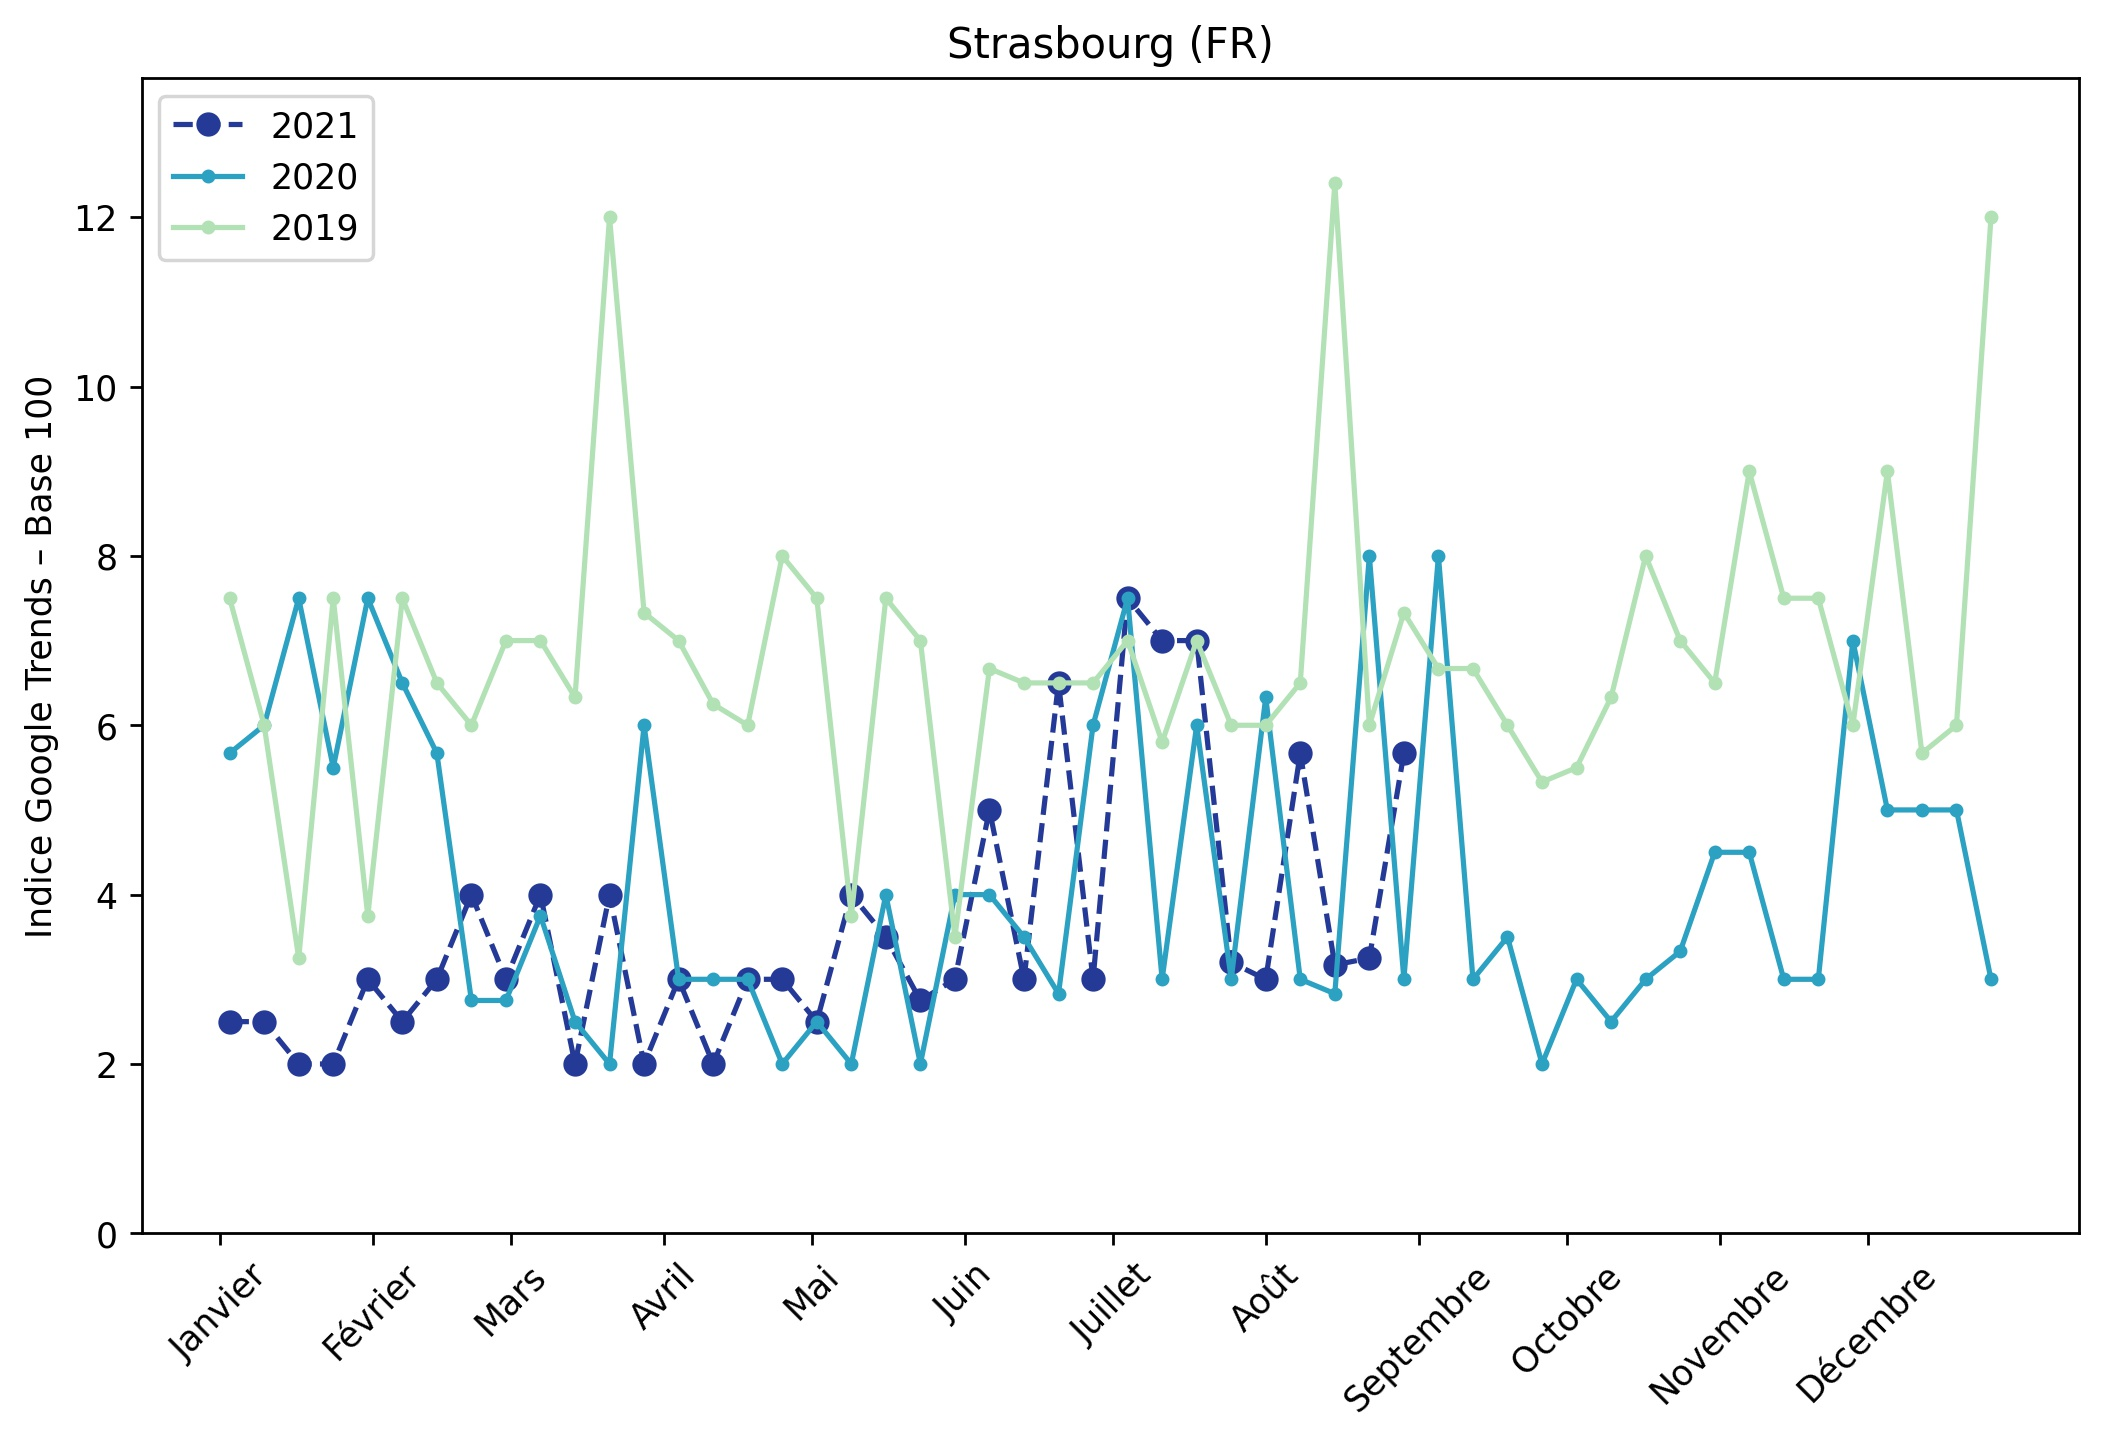 Strasbourg (FR)
2021
2020
2019
Indice Google Trends – Base 100
12
10
8
6
4
2
0
Janvier
Février
Mars
Avril
Mai
Juin
Juillet
Août
Septembre
Octobre
Novembre
Décembre